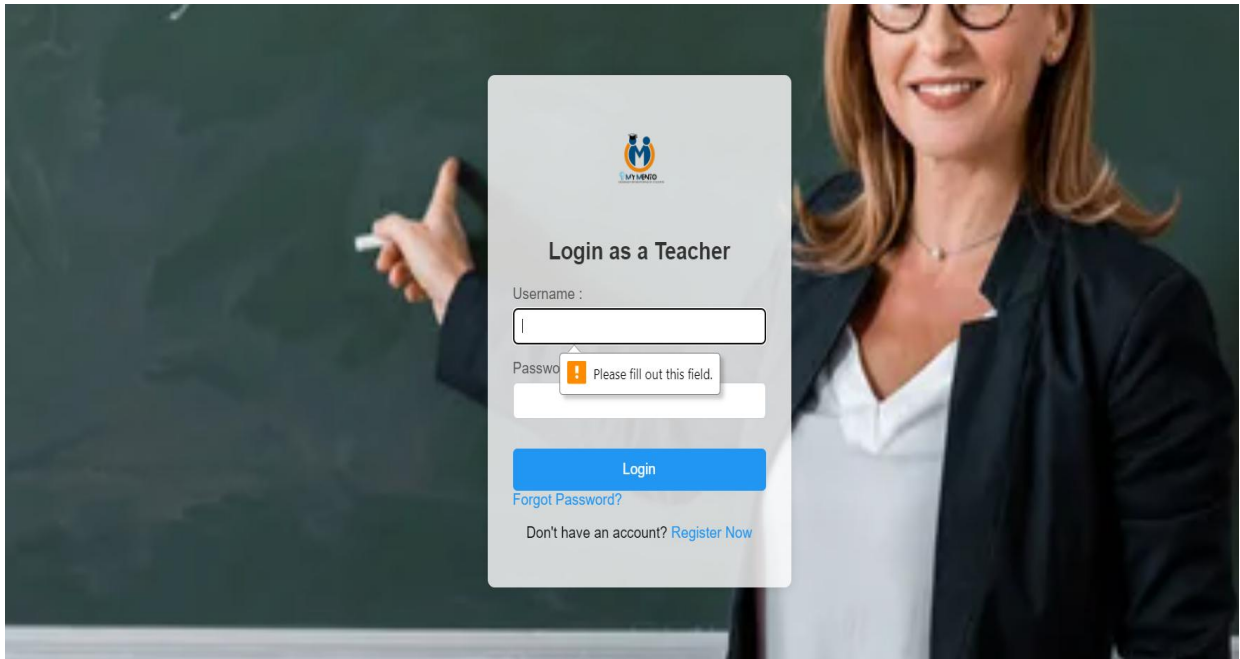 MY MENTO
Login as a Teacher
Username :
Passwo
Please fill out this field.
Login
Forgot Password?
Don't have an account? Register Now